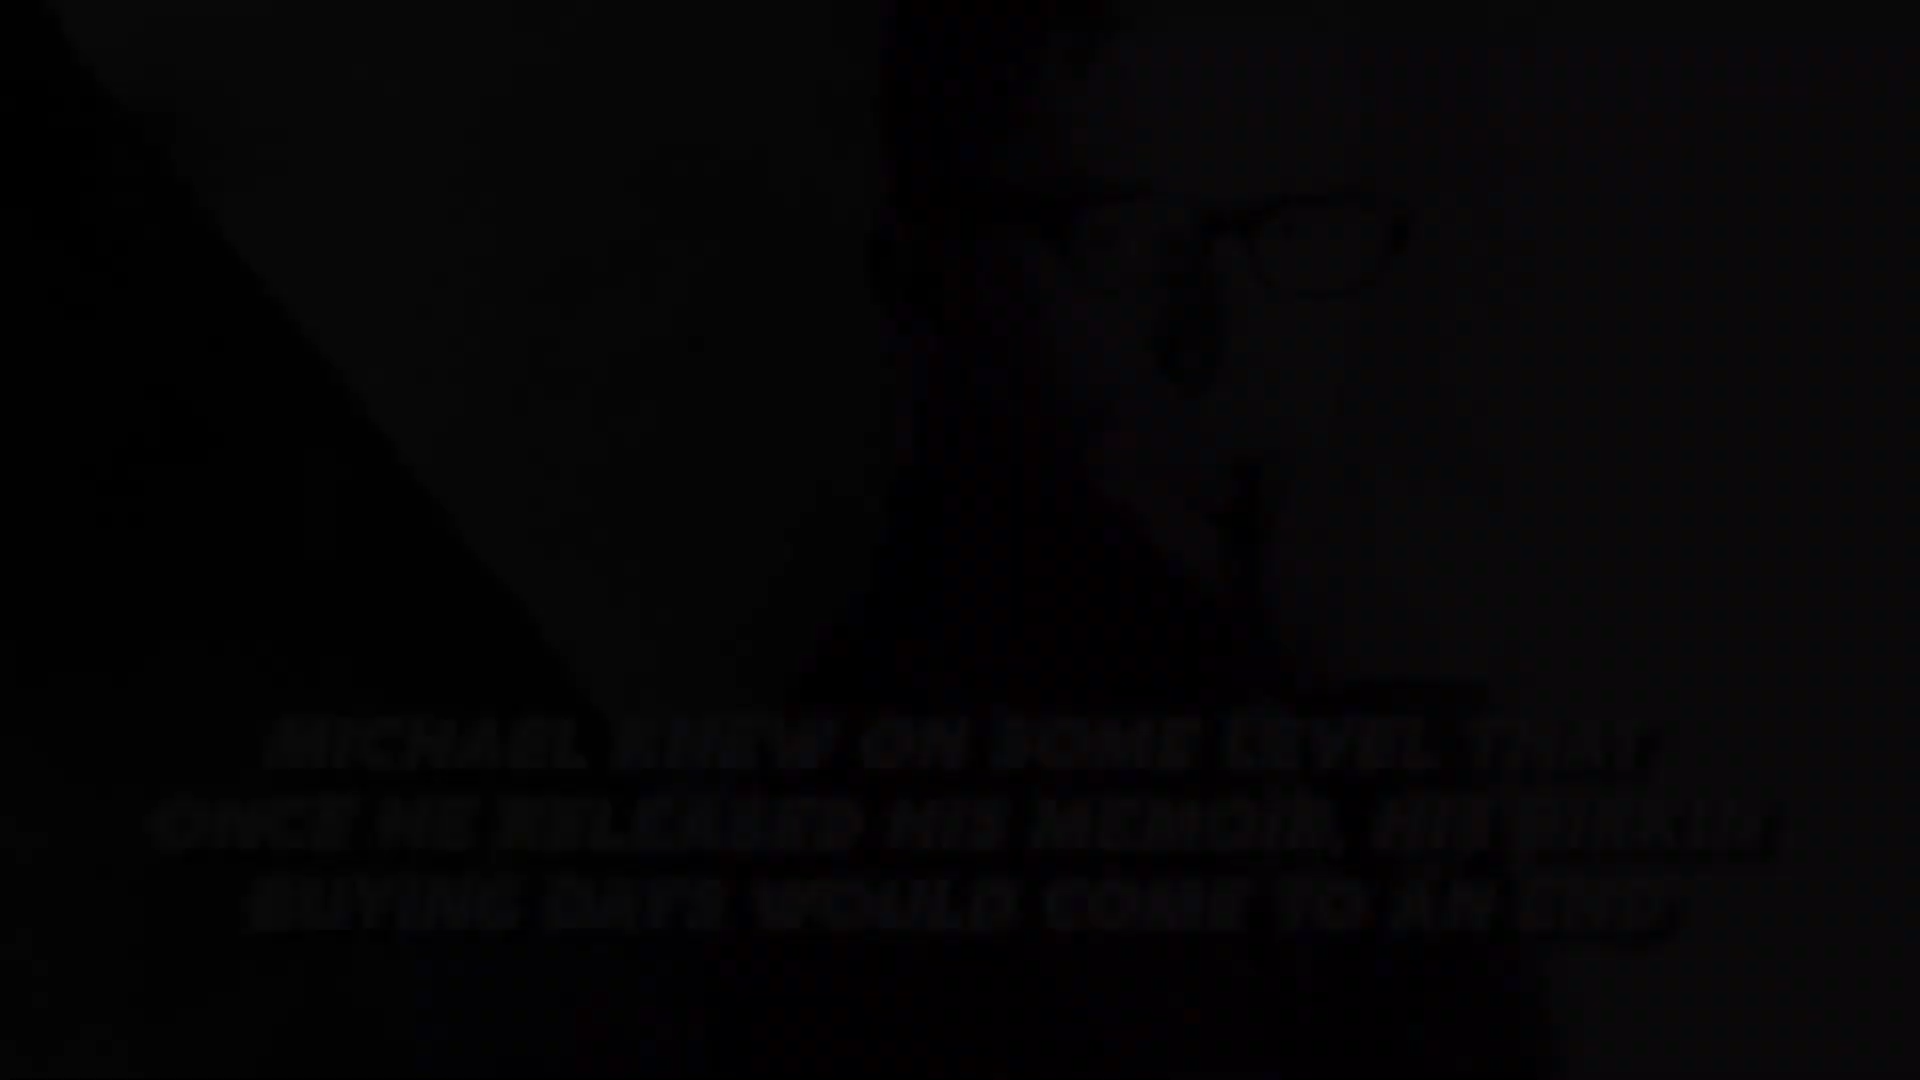 MICHAEL KNEW ON SOME LEVEL THAT
ONCE HE RELEASED HIS MEMOIR, HIS
BUYING DAYS WOULD COME TO AN END